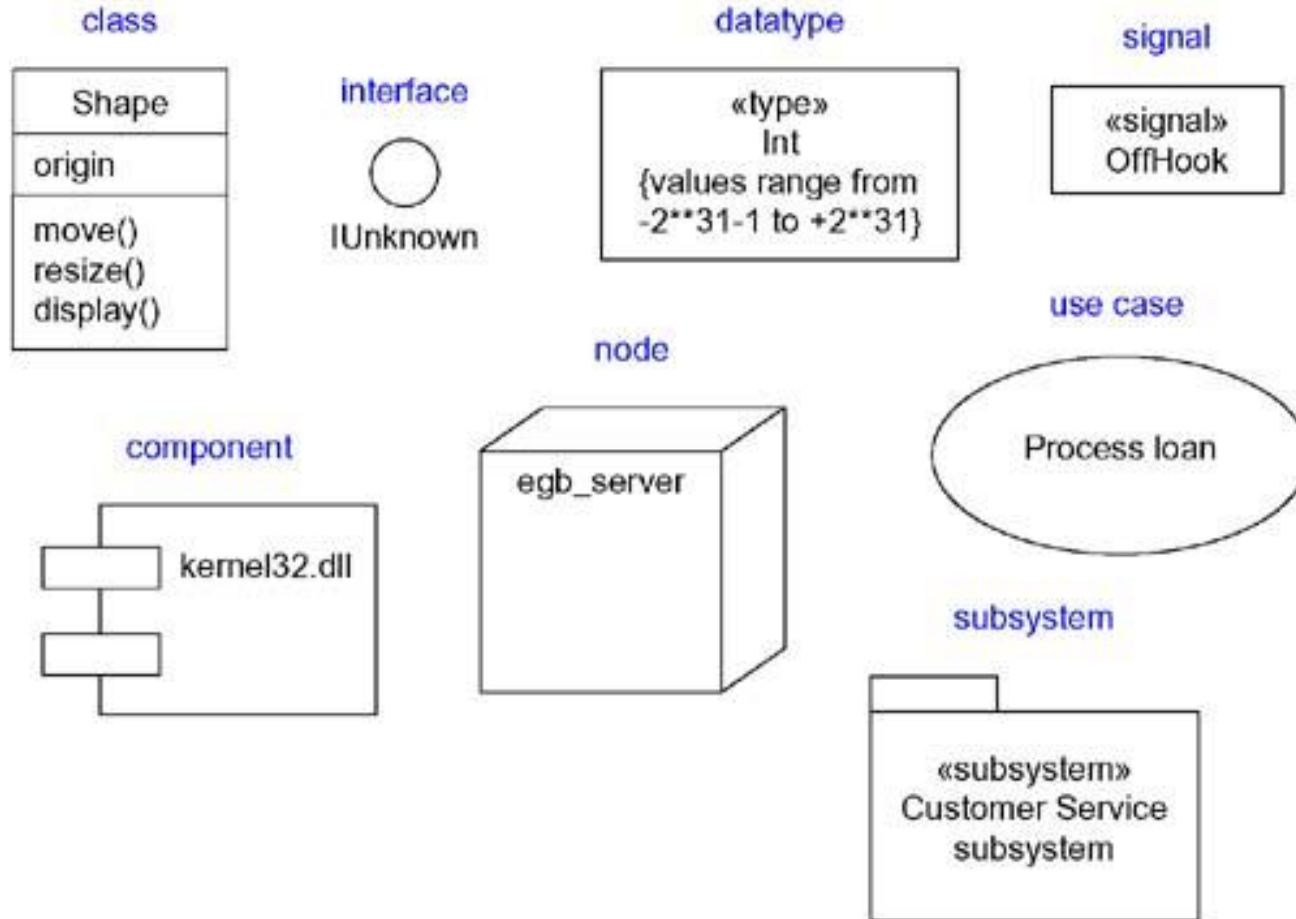 class
Shape
origin
move()
resize()
display()
interface
IUnknown
datatype
«type»
Int
{values range from
-2**31-1 to +2**31}
signal
«signal»
OffHook
component
kernel32.dll
node
egb_server
use case
Process loan
subsystem
«subsystem»
Customer Service
subsystem